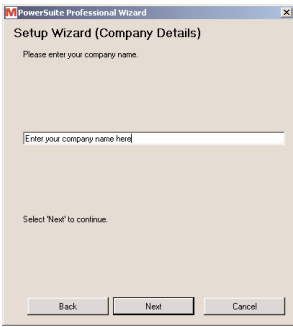 M PowerSuite Professional Wizard
Setup Wizard (Company Details)
Please enter your company name.
Enter your company name here
Select 'Next' to continue.
Back Next Cancel